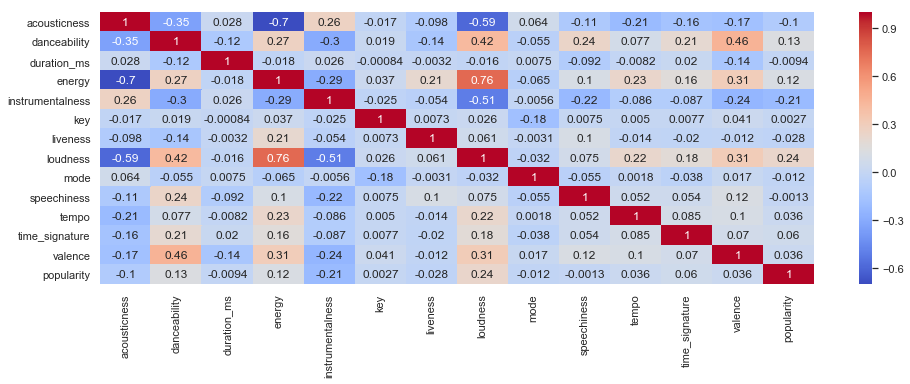 acousticness 1 -0.35 0.028 -0.7 0.26 -0.017 -0.098 -0.59 0.064 -0.11 -0.21 -0.16 -0.17 -0.1
danceability -0.35 1 -0.12 0.27 -0.3 0.019 -0.14 0.42 -0.055 0.24 0.077 0.21 0.46 0.13
duration_ms 0.028 -0.12 1 -0.018 0.026 -0.00084 -0.0032 -0.016 0.0075 -0.092 -0.0082 0.02 -0.14 -0.0094
energy -0.7 0.27 -0.018 1 -0.29 0.037 0.21 0.76 -0.065 0.1 0.23 0.16 0.31 0.12
instrumentalness 0.26 -0.3 0.026 -0.29 1 -0.025 -0.054 -0.51 -0.0056 -0.22 -0.086 -0.087 -0.24 -0.21
key -0.017 0.019 -0.00084 0.037 -0.025 1 0.0073 0.026 -0.18 0.0075 0.005 0.0077 0.041 0.0027
liveness -0.098 -0.14 -0.0032 0.21 -0.054 0.0073 1 0.061 -0.0031 0.1 -0.014 -0.02 -0.012 -0.028
loudness -0.59 0.42 -0.016 0.76 -0.51 0.026 0.061 1 -0.032 0.075 0.22 0.18 0.31 0.24
mode 0.064 -0.055 0.0075 -0.065 -0.0056 -0.18 -0.0031 -0.032 1 -0.055 0.0018 -0.038 0.017 -0.012
speechiness -0.11 0.24 -0.092 0.1 -0.22 0.0075 0.1 0.075 -0.055 1 0.052 0.054 0.12 -0.0013
tempo -0.21 0.077 -0.0082 0.23 -0.086 0.005 -0.014 0.22 0.0018 0.052 1 0.085 0.1 0.036
time_signature -0.16 0.21 0.02 0.16 -0.087 0.0077 -0.02 0.18 -0.038 0.054 0.085 1 0.07 0.06
valence -0.17 0.46 -0.14 0.31 -0.24 0.041 -0.012 0.31 0.017 0.12 0.1 0.07 1 0.036
popularity -0.1 0.13 -0.0094 0.12 -0.21 0.0027 -0.028 0.24 -0.012 -0.0013 0.036 0.06 0.036 1
acousticness
danceability
duration_ms
energy
instrumentalness
key
liveness
loudness
mode
speechiness
tempo
time_signature
valence
popularity
0.9
0.6
0.3
0.0
-0.3
-0.6